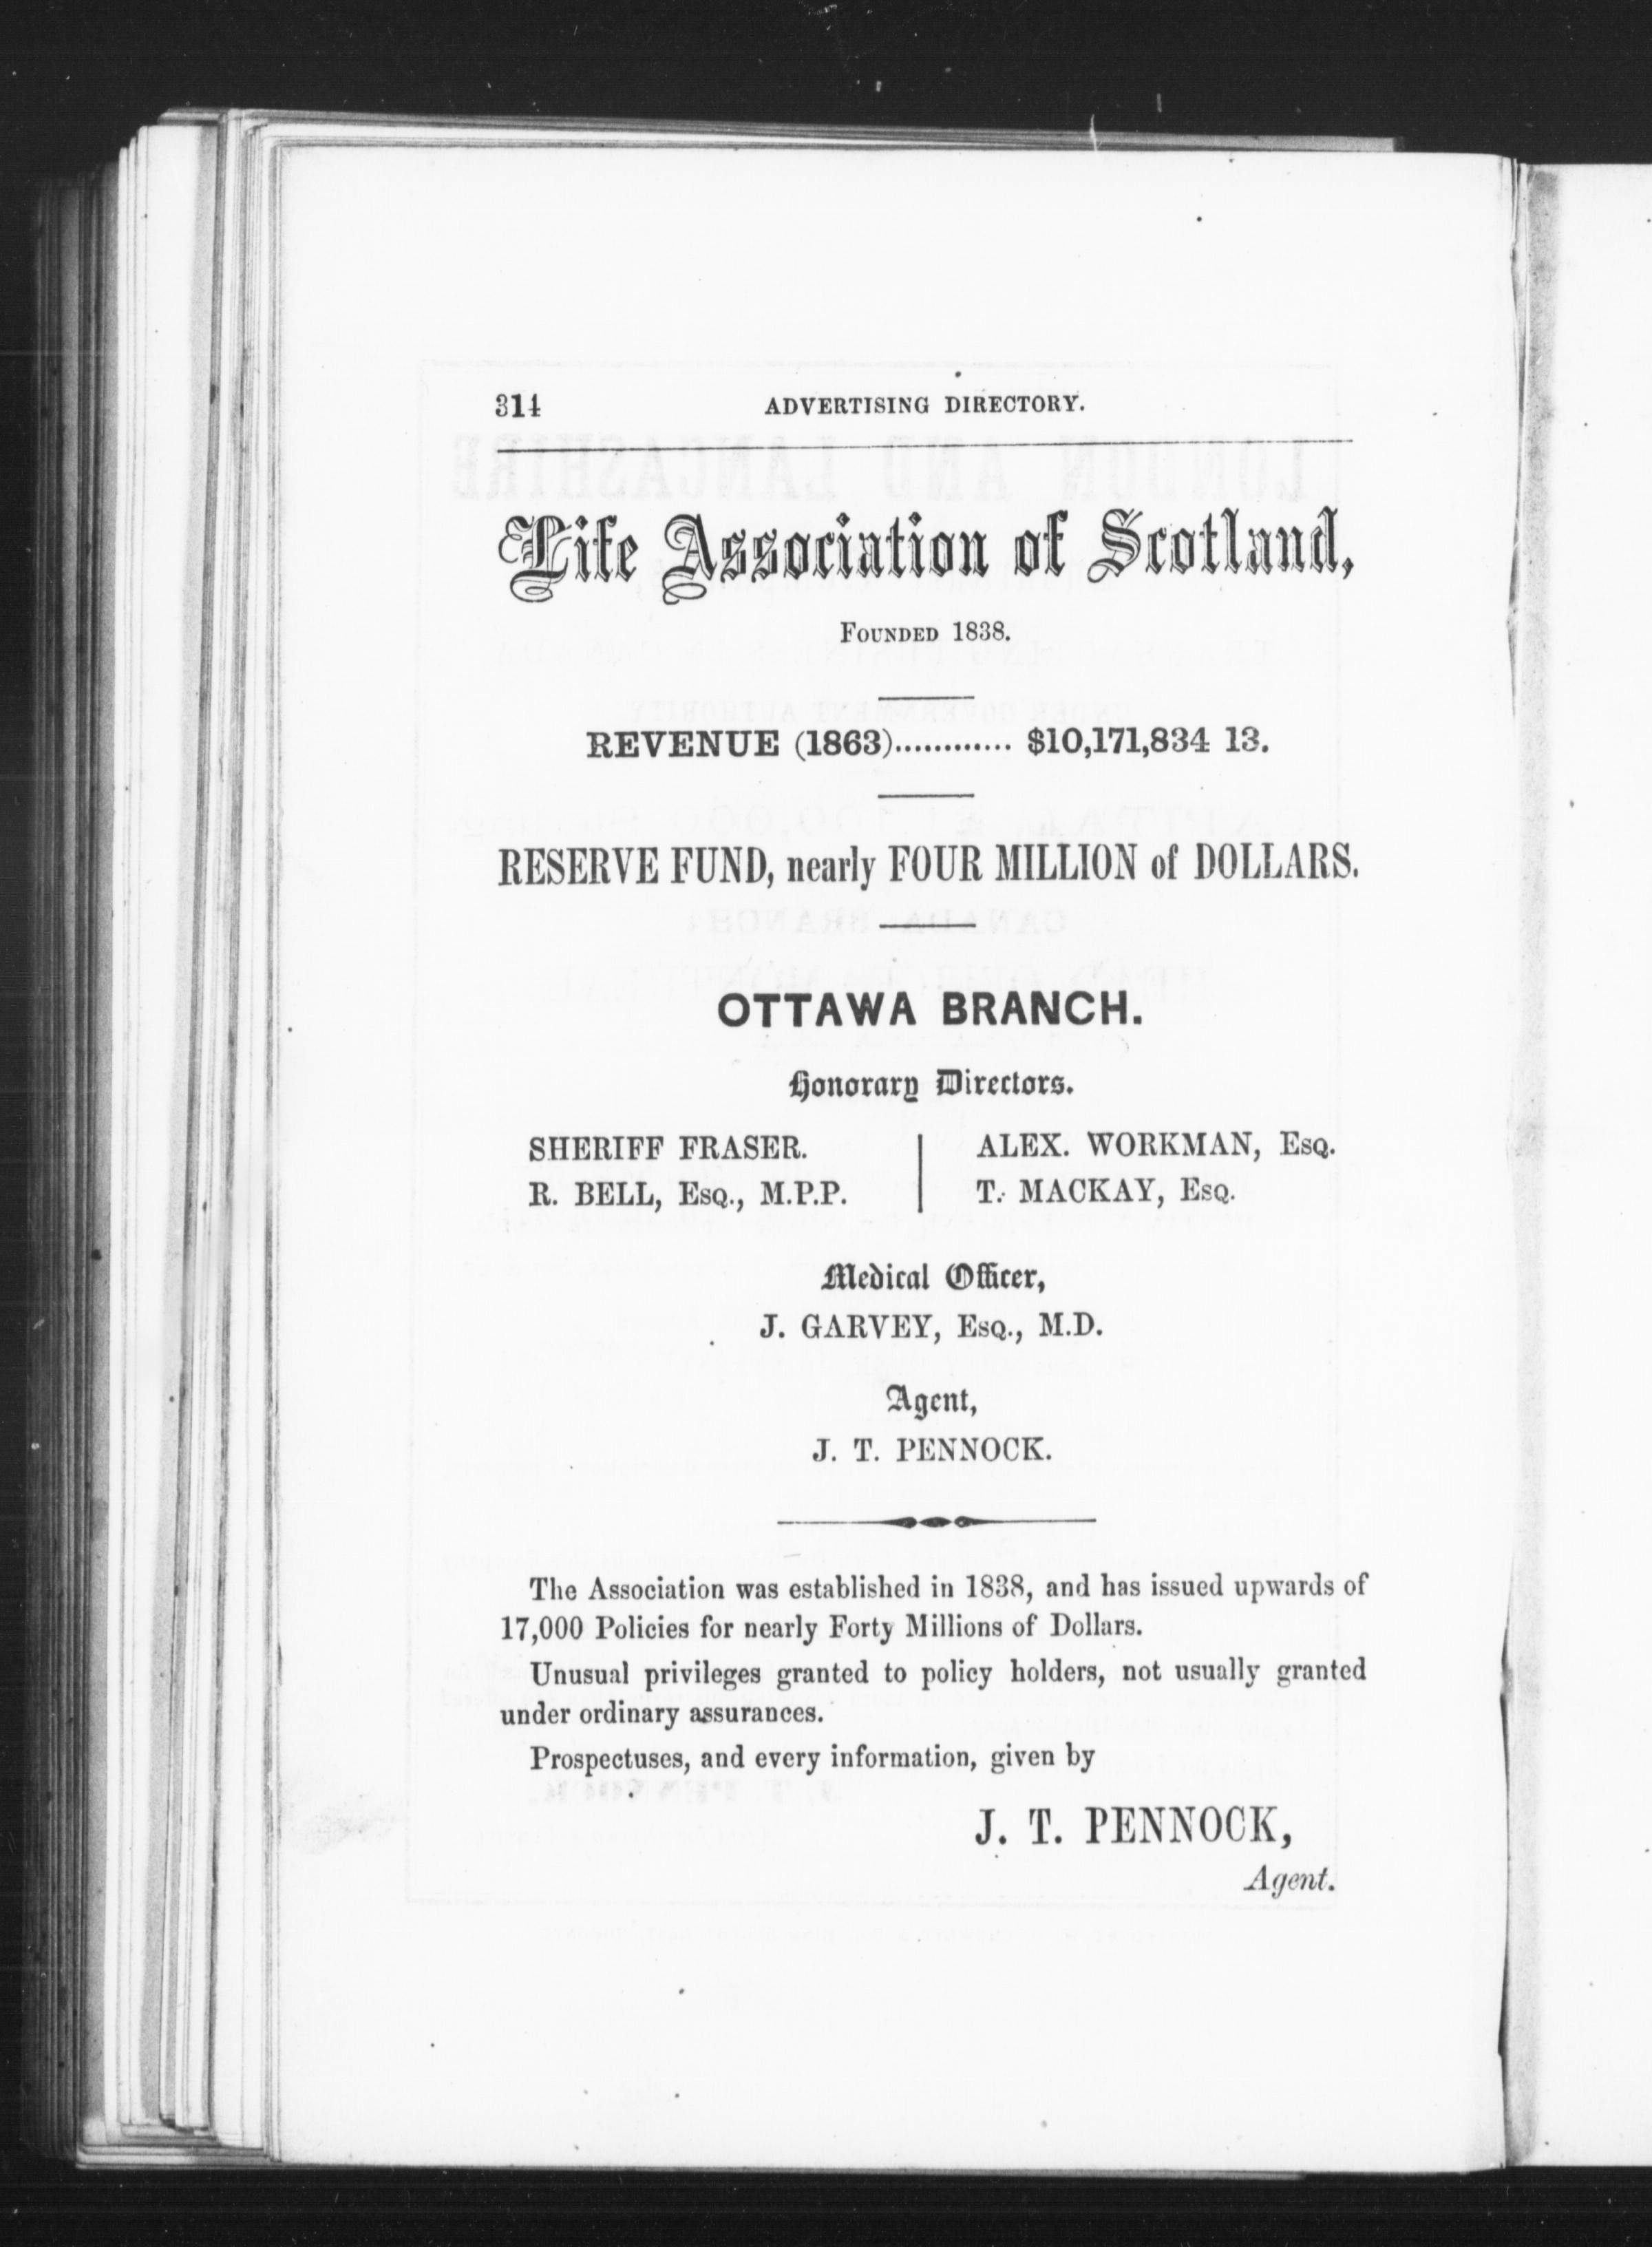 314 ADVERTISING DIRECTORY.
Life Association of Scotland,
FOUNDED 1838.
REVENUE (1863)............ $10,171,834 13.
RESERVE FUND, nearly FOUR MILLION of DOLLARS.
OTTAWA BRANCH.
Honorary Directors.
SHERIFF FRASER.
R. BELL, Esq., M.P.P.
ALEX. WORKMAN, Esq.
T. MACKAY, Esq.
Medical Officer,
J. GARVEY, Esq., M.D.
Agent,
J. T. PENNOCK.
The Association was established in 1838, and has issued upwards of
17,000 Policies for nearly Forty Millions of Dollars.
Unusual privileges granted to policy holders, not usually granted
under ordinary assurances.
Prospectuses, and every information, given by
J. T. PENNOCK,
Agent.